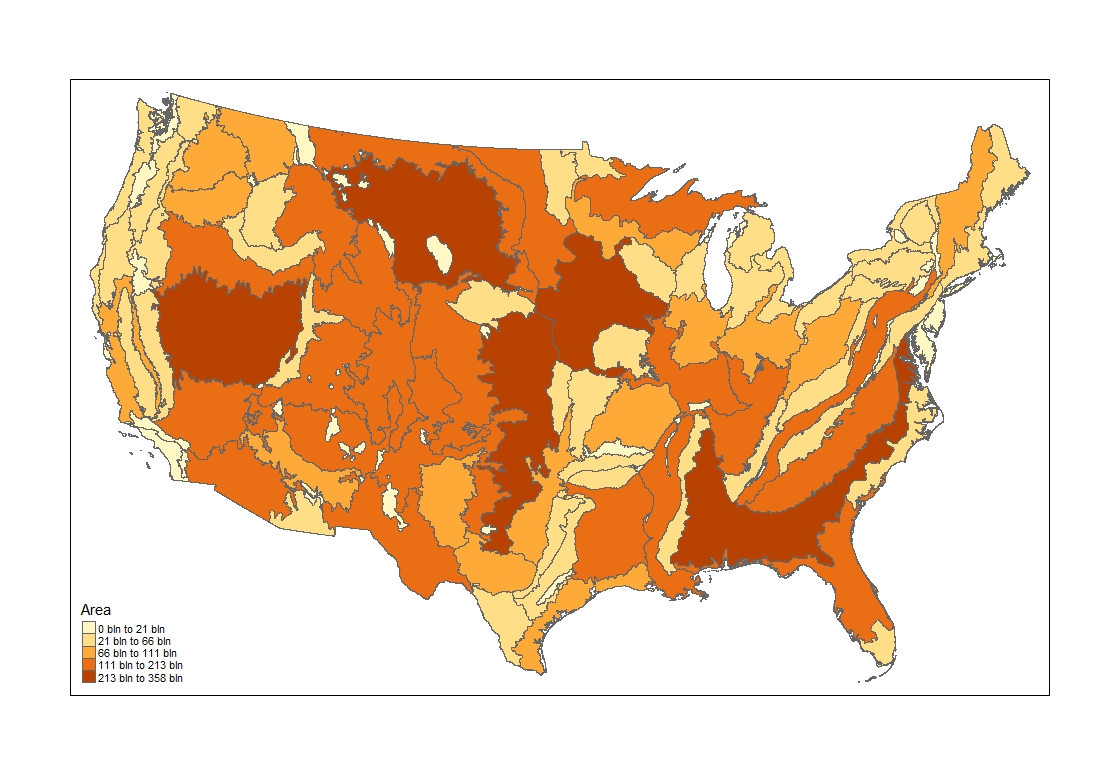 Area
0 bln to 21 bln
21 bln to 66 bln
66 bln to 111 bln
111 bln to 213 bln
213 bln to 358 bln